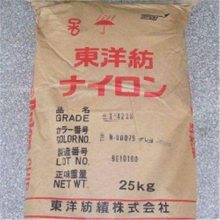 東洋紡
ナイロン
品名
GRADE
カラー番号
COLOR NO.
製造番号
LOT NO. 9E10160
正味重量
NET WT. 25kg
東洋紡績株式会社